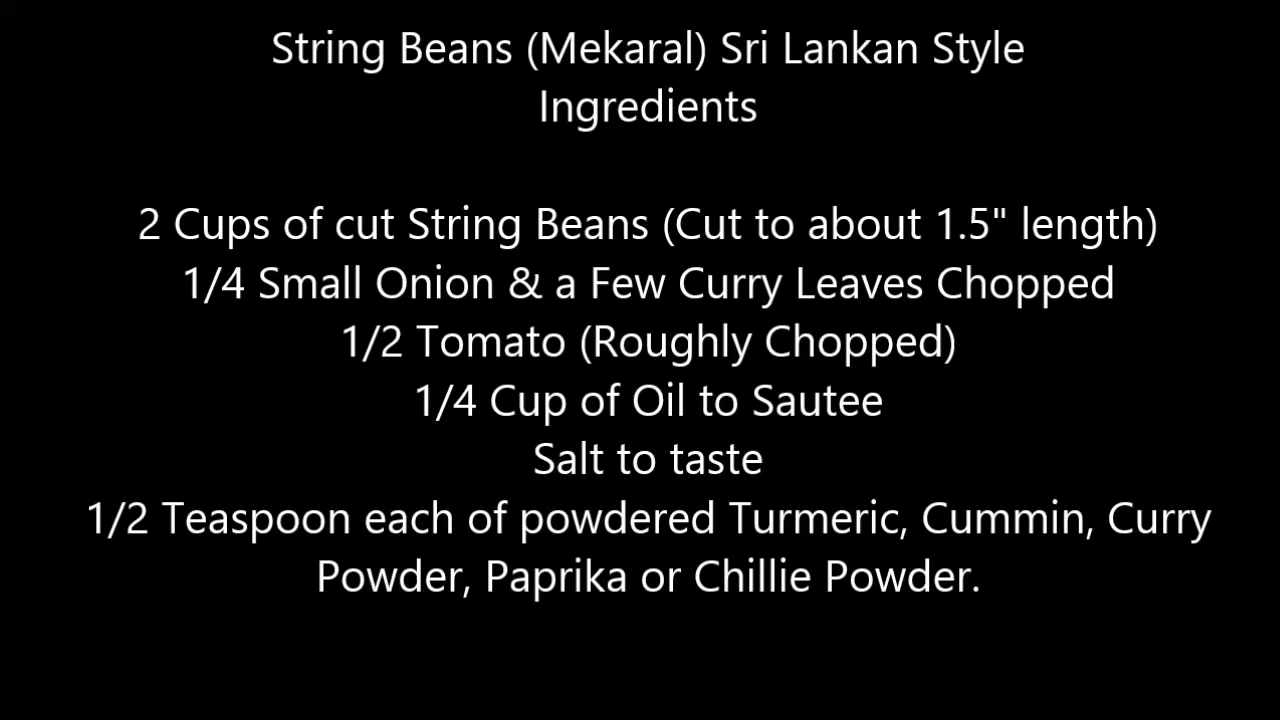 String Beans (Mekaral) Sri Lankan Style
Ingredients
2 Cups of cut String Beans (Cut to about 1.5" length)
1/4 Small Onion & a Few Curry Leaves Chopped
1/2 Tomato (Roughly Chopped)
1/4 Cup of Oil to Sautee
Salt to taste
1/2 Teaspoon each of powdered Turmeric, Cummin, Curry
Powder, Paprika or Chillie Powder.